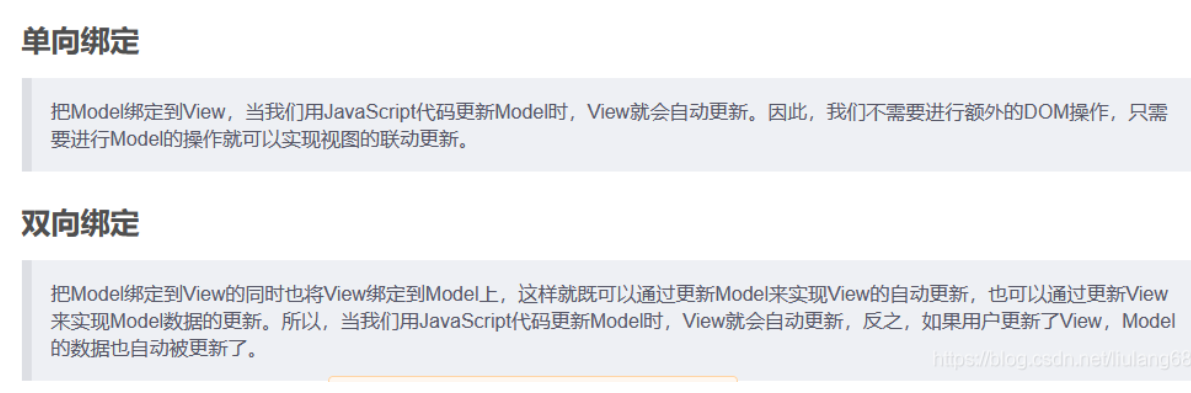 单向绑定
把Model绑定到View，当我们用JavaScript代码更新Model时，View就会自动更新。因此，我们不需要进行额外的DOM操作，只需
要进行Model的操作就可以实现视图的联动更新。
双向绑定
把Model绑定到View的同时也将View绑定到Model上，这样就既可以通过更新Model来实现View的自动更新，也可以通过更新View
来实现Model数据的更新。所以，当我们用JavaScript代码更新Model时，View就会自动更新，反之，如果用户更新了View，Model
的数据也自动被更新了。
https://blog.csdn.net/liulang68